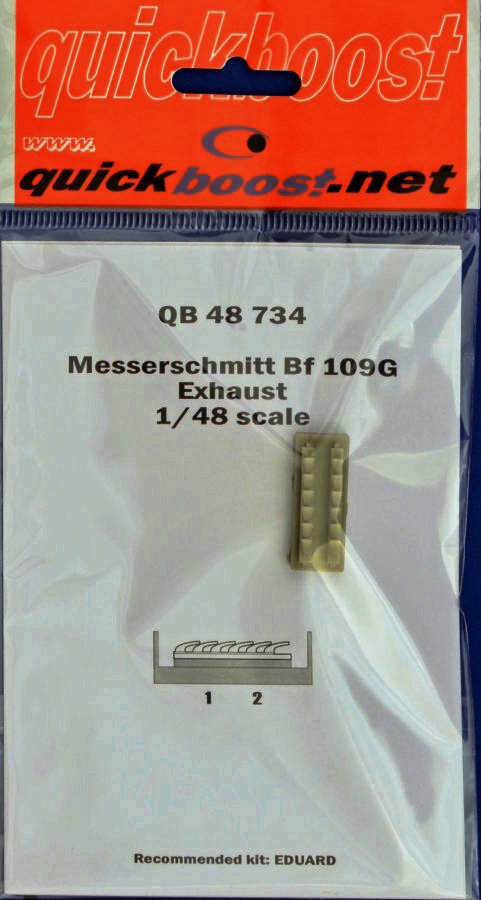 quickboost
www.
quickboost.net
QB 48 734
Messerschmitt Bf 109G
Exhaust
1/48 scale
1 2
Recommended kit: EDUARD